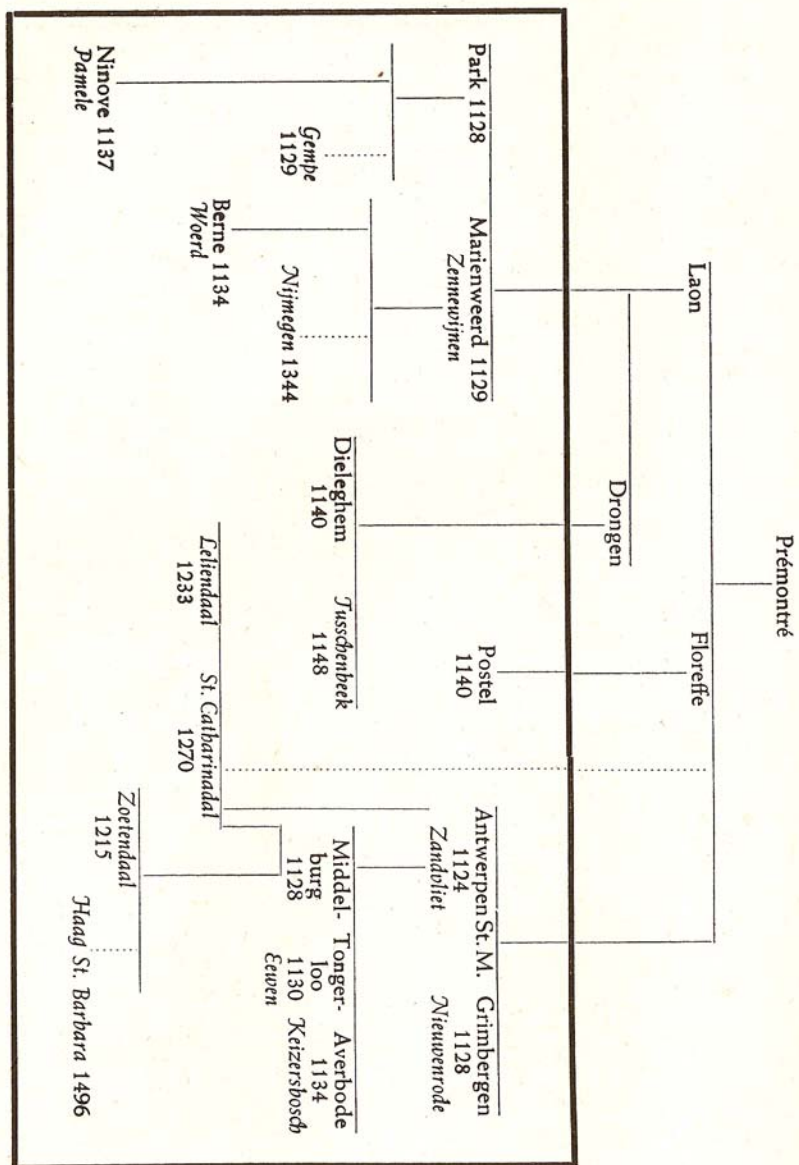 Prémontré
Laon
Floreffe
Drongen
Park 1128
Marienweerd 1129
Zennewijnen
Postel
1140
Antwerpen St. M.
1124
Zandvliet
Grimbergen
1128
Nieuwenrode
Gempe
1129
Nijmegen 1344
Dieleghem
1140
Tusschenbeek
1148
Middel-
burg
1128
Tonger-
loo
1130
Eewen
Averbode
1134
Keizersbosch
Ninove 1137
Pamele
Berne 1134
Woerd
Leliendaal
1233
St. Catharinadal
1270
Zoetendaal
1215
Haag St. Barbara 1496